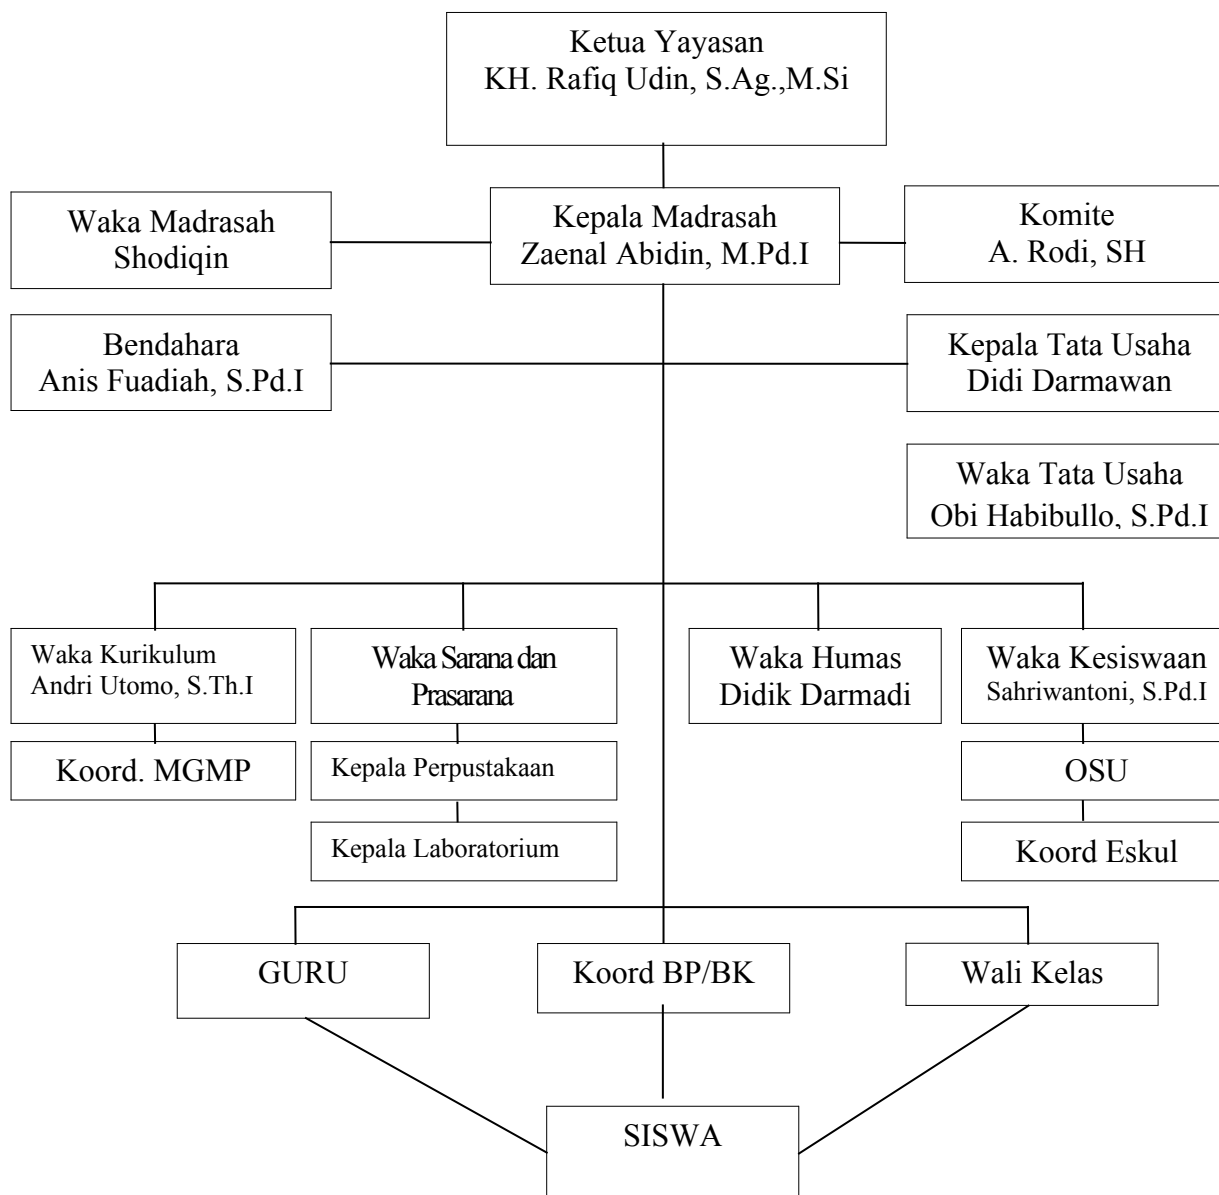 Ketua Yayasan
KH. Rafiq Udin, S.Ag.,M.Si
Waka Madrasah
Shodiqin
Kepala Madrasah
Zaenal Abidin, M.Pd.I
Komite
A. Rodi, SH
Bendahara
Anis Fuadiah, S.Pd.I
Kepala Tata Usaha
Didi Darmawan
Waka Tata Usaha
Obi Habibullo, S.Pd.I
Waka Kurikulum
Andri Utomo, S.Th.I
Waka Sarana dan
Prasarana
Waka Humas
Didik Darmadi
Waka Kesiswaan
Sahriwantoni, S.Pd.I
Koord. MGMP
Kepala Perpustakaan
OSU
Kepala Laboratorium
Koord Eskul
GURU
Koord BP/BK
Wali Kelas
SISWA